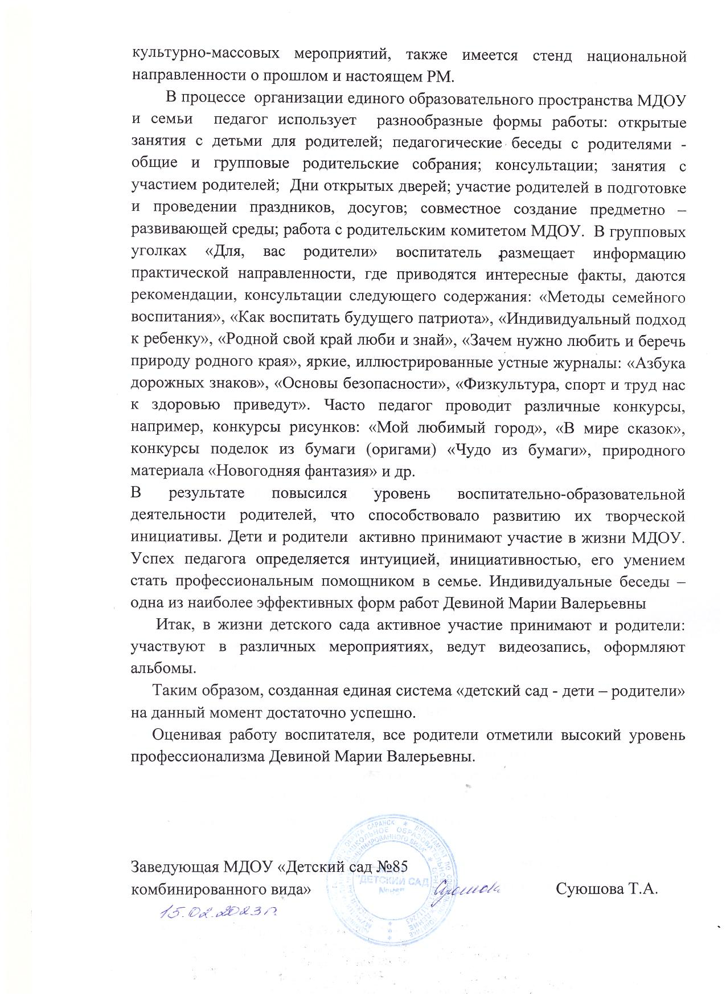 культурно-массовых мероприятий, также имеется стенд национальной
направленности о прошлом и настоящем РМ.
В процессе организации единого образовательного пространства МДОУ
и семьи педагог использует разнообразные формы работы: открытые
занятия с детьми для родителей; педагогические беседы с родителями -
общие и групповые родительские собрания; консультации; занятия с
участием родителей; Дни открытых дверей; участие родителей в подготовке
и проведении праздников, досугов; совместное создание предметно –
развивающей среды; работа с родительским комитетом МДОУ. В групповых
уголках «Для, вас родители» воспитатель размещает информацию
практической направленности, где приводятся интересные факты, даются
рекомендации, консультации следующего содержания: «Методы семейного
воспитания», «Как воспитать будущего патриота», «Индивидуальный подход
к ребенку», «Родной свой край люби и знай», «Зачем нужно любить и беречь
природу родного края», яркие, иллюстрированные устные журналы: «Азбука
дорожных знаков», «Основы безопасности», «Физкультура, спорт и труд нас
к здоровью приведут». Часто педагог проводит различные конкурсы,
например, конкурсы рисунков: «Мой любимый город», «В мире сказок»,
конкурсы поделок из бумаги (оригами) «Чудо из бумаги», природного
материала «Новогодняя фантазия» и др.
В результате повысился уровень воспитательно-образовательной
деятельности родителей, что способствовало развитию их творческой
инициативы. Дети и родители активно принимают участие в жизни МДОУ.
Успех педагога определяется интуицией, инициативностью, его умением
стать профессиональным помощником в семье. Индивидуальные беседы –
одна из наиболее эффективных форм работ Девиной Марии Валерьевны
Итак, в жизни детского сада активное участие принимают и родители:
участвуют в различных мероприятиях, ведут видеозапись, оформляют
альбомы.
Таким образом, созданная единая система «детский сад - дети – родители»
на данный момент достаточно успешно.
Оценивая работу воспитателя, все родители отметили высокий уровень
профессионализма Девиной Марии Валерьевны.
Заведующая МДОУ «Детский сад №85
комбинированного вида» Суюшова Т.А.
15.02.2023г.
ОКРУГА САРАНСК * ДЕПАРТАМЕНТ ПО СОЦИАЛЬНОЙ ПОЛИТИКЕ
ДОШКОЛЬНОЕ ОБРАЗОВАТЕЛЬНОЕ
КОМБИНИРОВАННОГО ВИДА"
"ДЕТСКИЙ САД